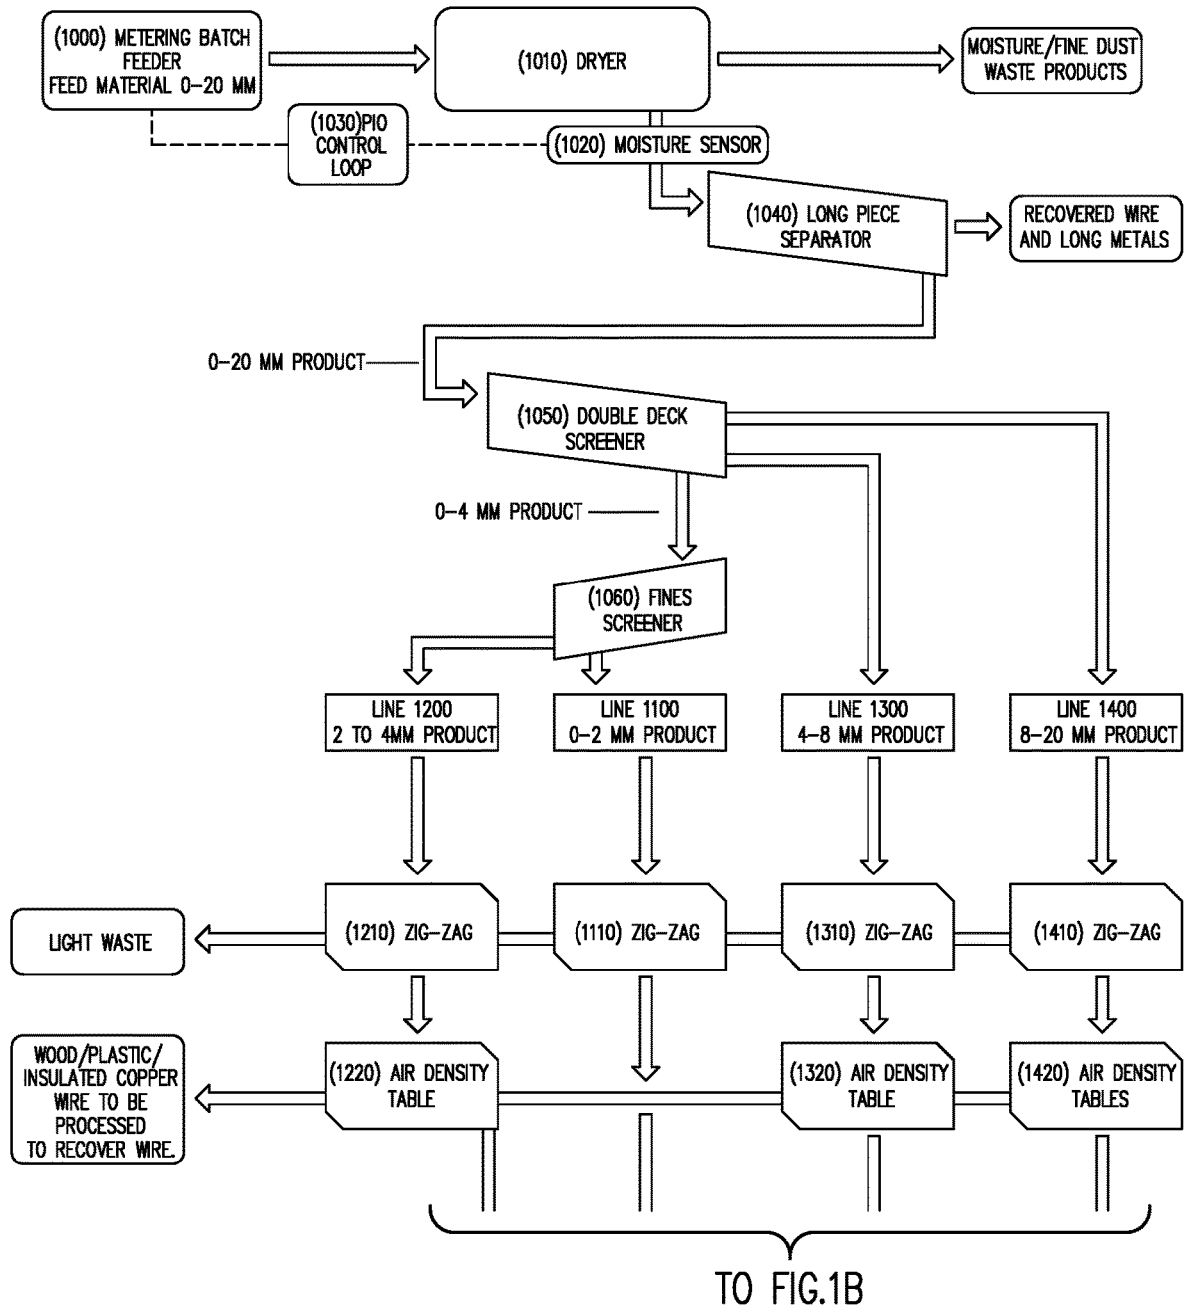 (1000) METERING BATCH
FEEDER
FEED MATERIAL 0-20 MM
(1010) DRYER
MOISTURE/FINE DUST
WASTE PRODUCTS
(1030)PIO
CONTROL
LOOP
(1020) MOISTURE SENSOR
(1040) LONG PIECE
SEPARATOR
RECOVERED WIRE
AND LONG METALS
0-20 MM PRODUCT
(1050) DOUBLE DECK
SCREENER
0-4 MM PRODUCT
(1060) FINES
SCREENER
LINE 1200
2 TO 4MM PRODUCT
LINE 1100
0-2 MM PRODUCT
LINE 1300
4-8 MM PRODUCT
LINE 1400
8-20 MM PRODUCT
LIGHT WASTE
(1210) ZIG-ZAG
(1110) ZIG-ZAG
(1310) ZIG-ZAG
(1410) ZIG-ZAG
WOOD/PLASTIC/
INSULATED COPPER
WIRE TO BE
PROCESSED
TO RECOVER WIRE.
(1220) AIR DENSITY
TABLE
(1320) AIR DENSITY
TABLE
(1420) AIR DENSITY
TABLES
TO FIG.1B